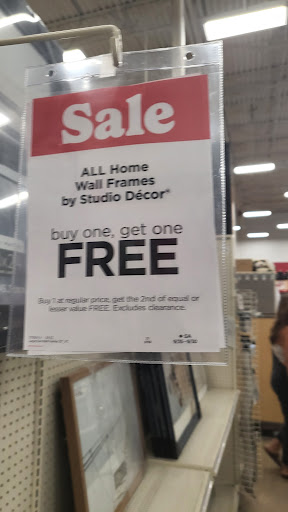 Sale
ALL Home
Wall Frames
by Studio Décor®
buy one, get one
FREE
Buy 1 at regular price, get the 2nd of equal or
lesser value FREE. Excludes clearance.